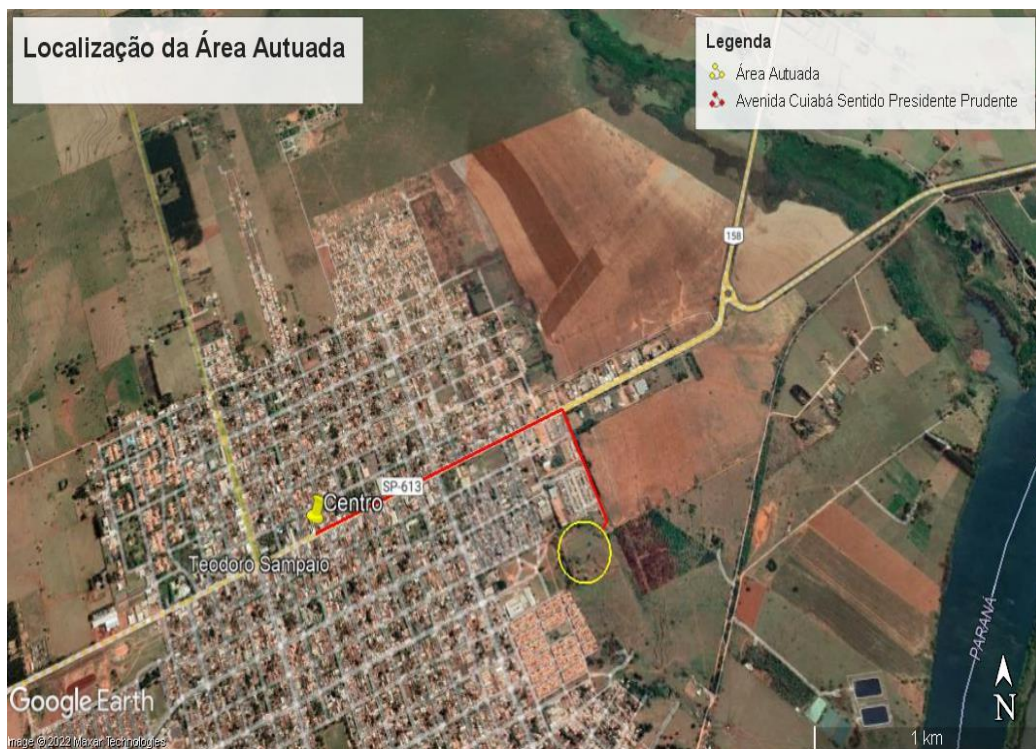 Localização da Área Autuada
Legenda
Área Autuada
Avenida Cuiabá Sentido Presidente Prudente
158
SP-613
Centro
Teodoro Sampaio
PARANÁ
Google Earth
Image © 2022 Maxar Technologies
N
1 km